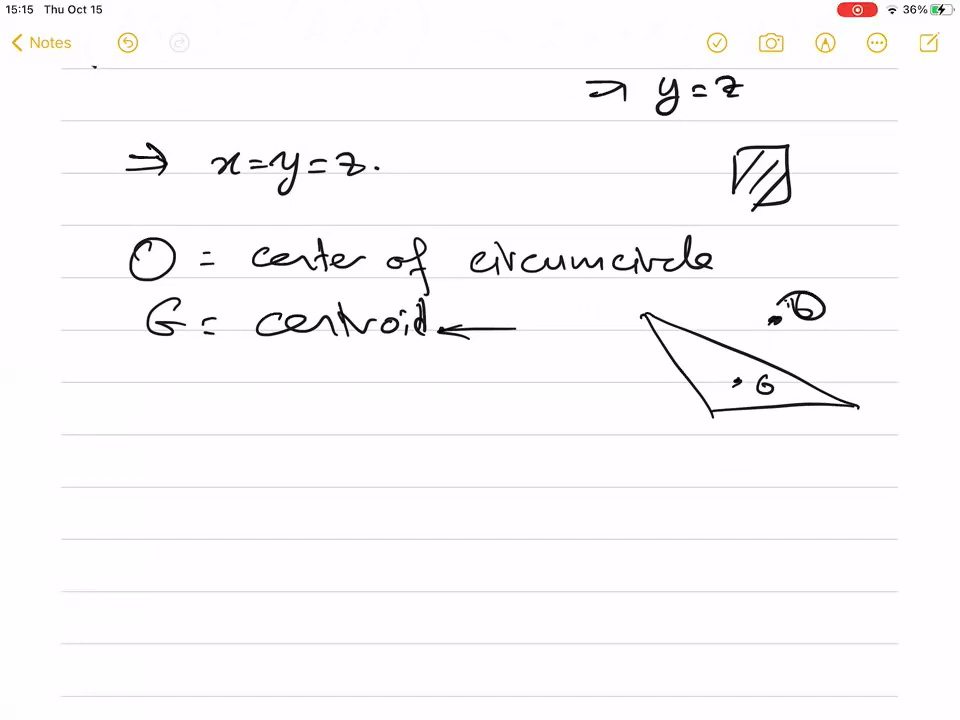 15:15 Thu Oct 15 36%
Notes
⇒ y = z
⇒ x = y = z.
O = center of circumcircle
G = centroid ←
G